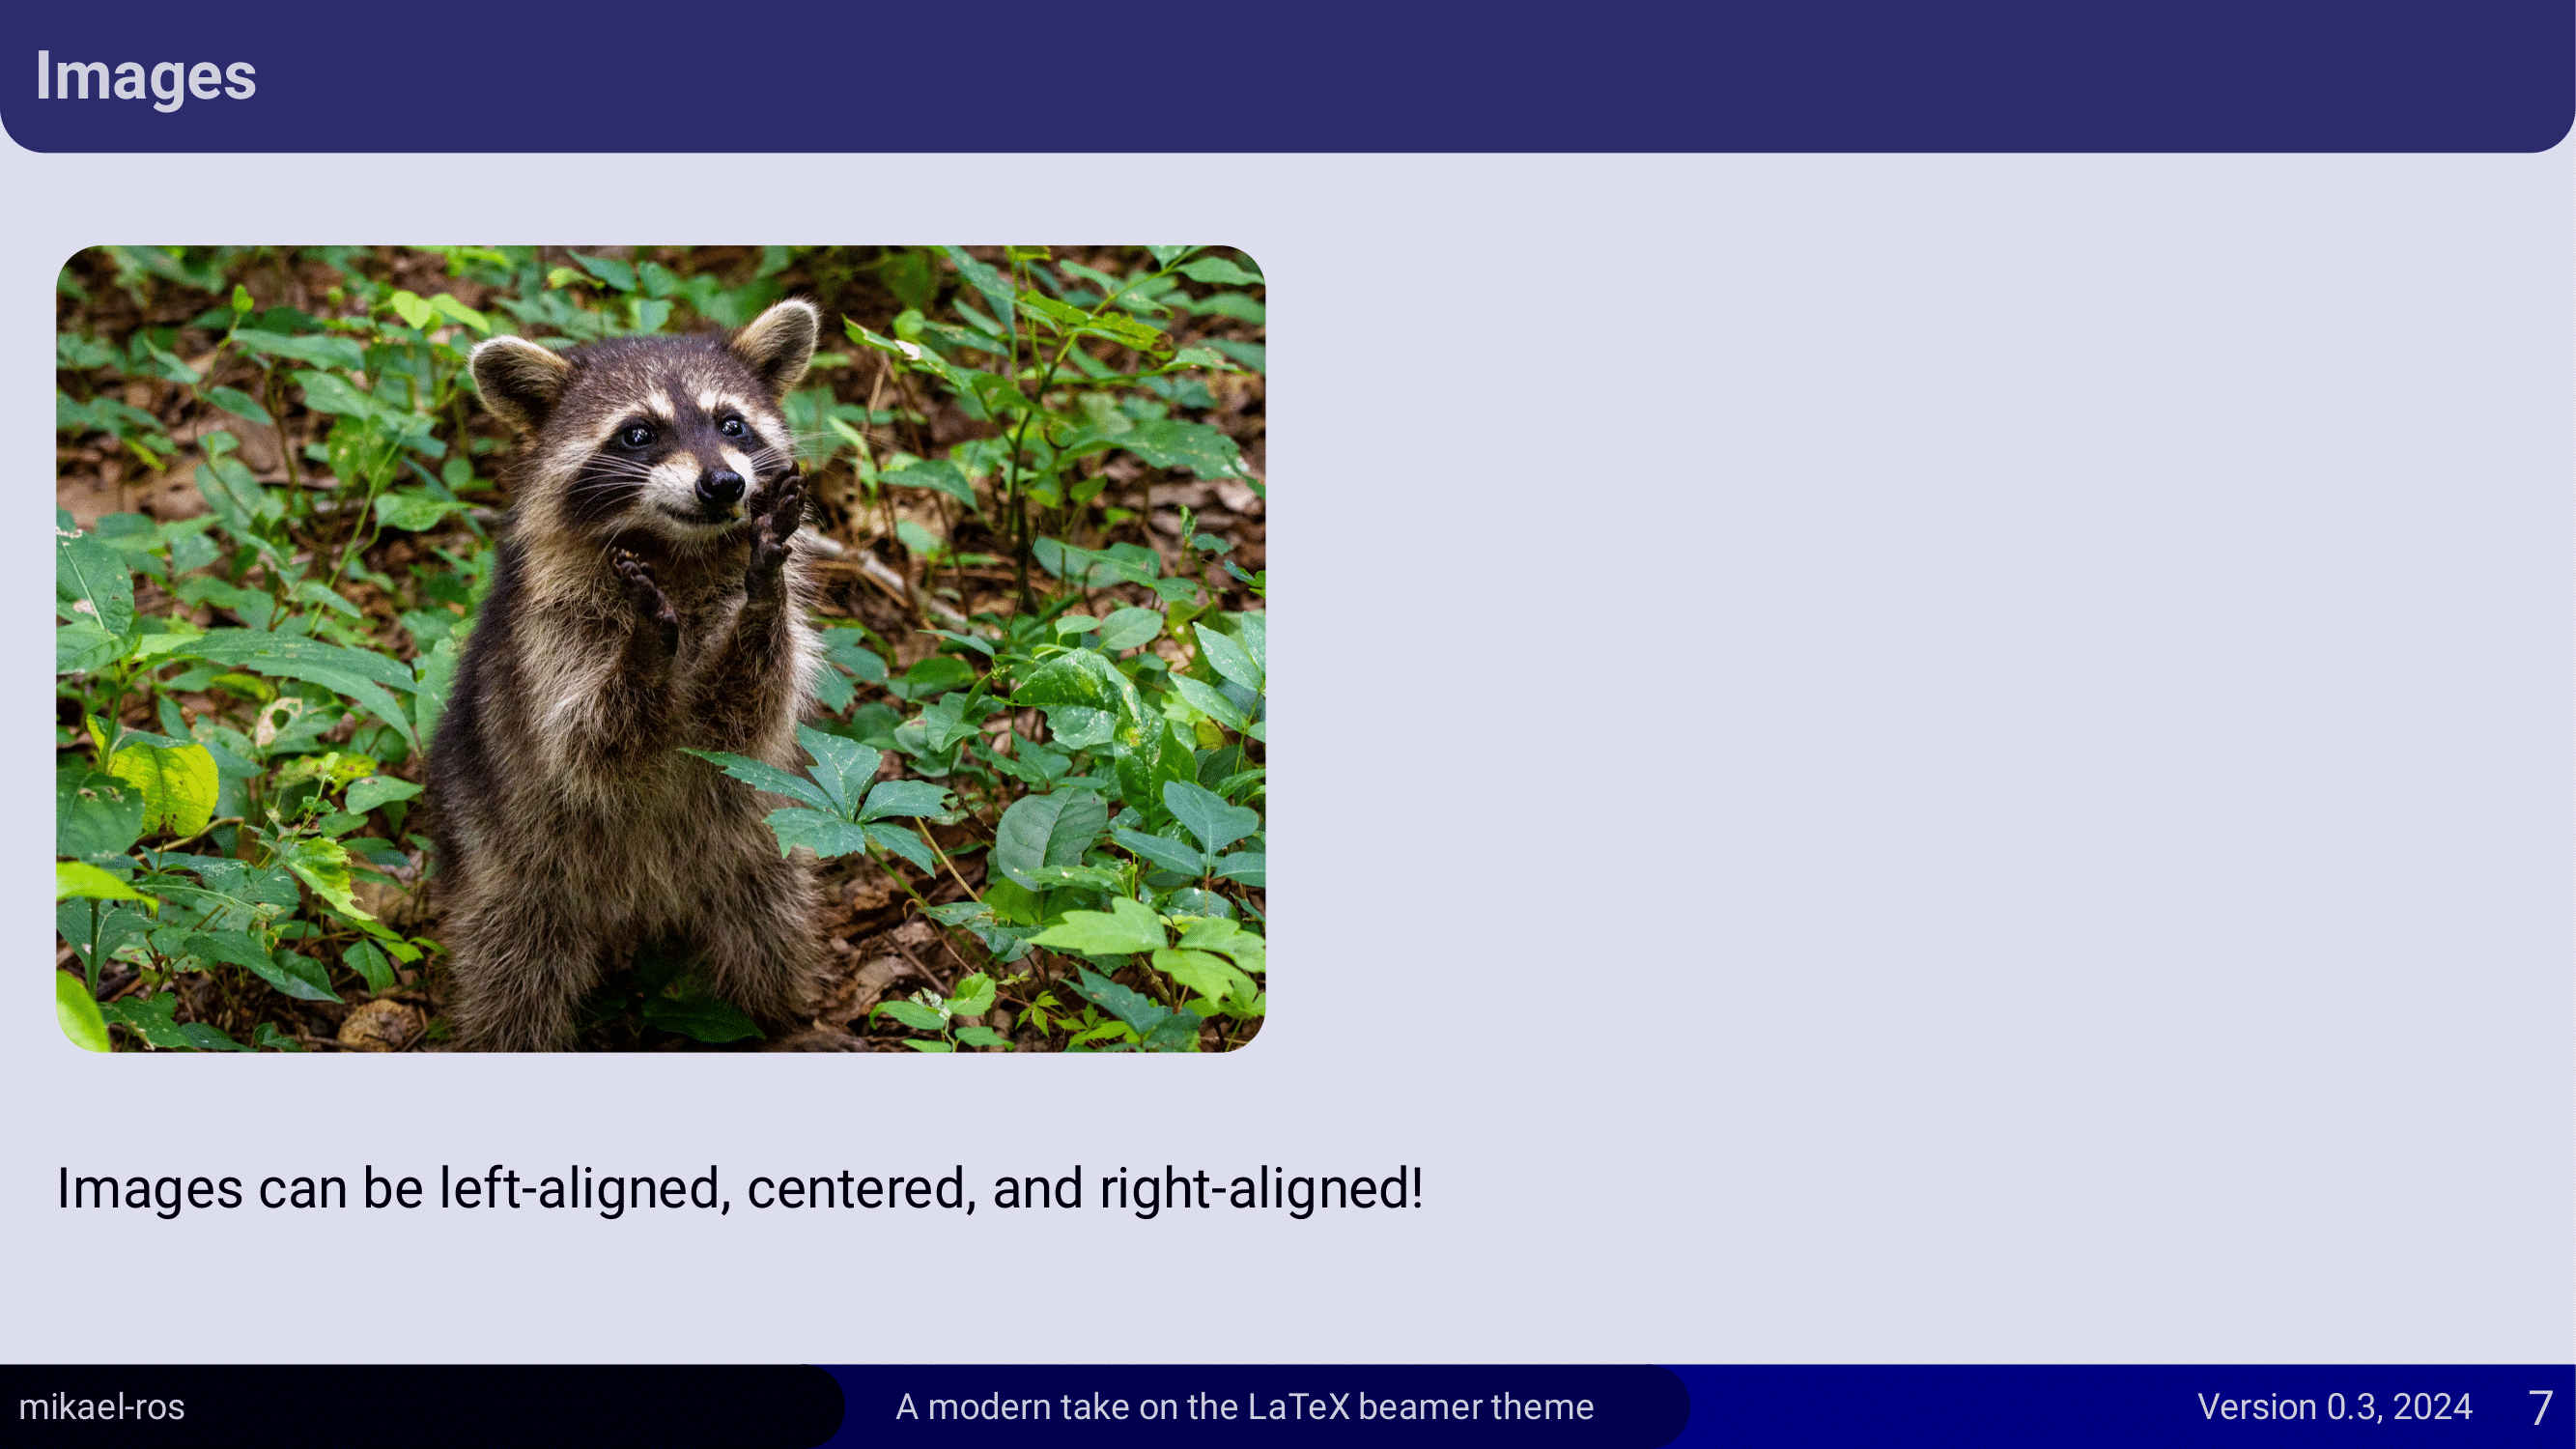 Images
Images can be left-aligned, centered, and right-aligned!
mikael-ros
A modern take on the LaTeX beamer theme
Version 0.3, 2024
7